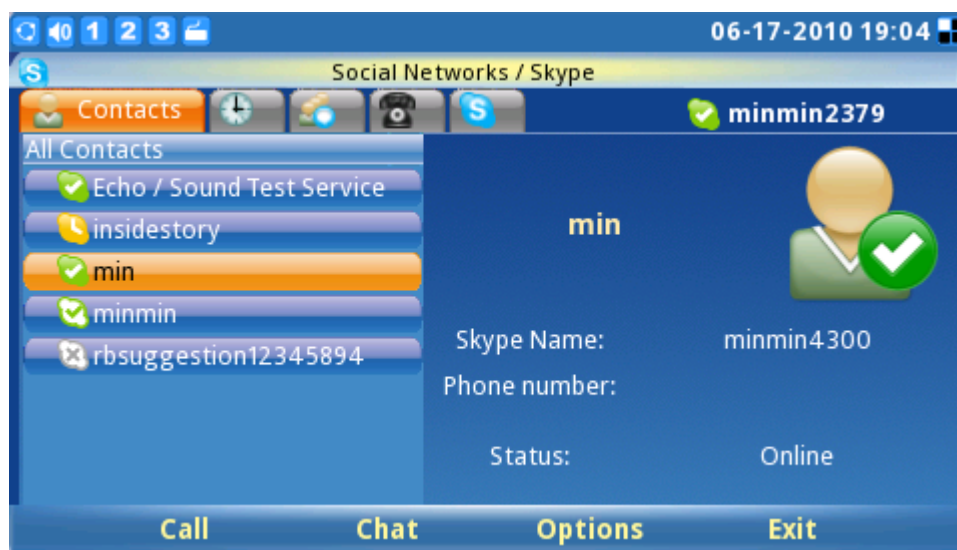 1 2 3 06-17-2010 19:04
S Social Networks / Skype
Contacts S minmin2379
All Contacts
Echo / Sound Test Service
insidestory
min
minmin
rbsuggestion12345894
min
Skype Name: minmin4300
Phone number:
Status: Online
Call Chat Options Exit